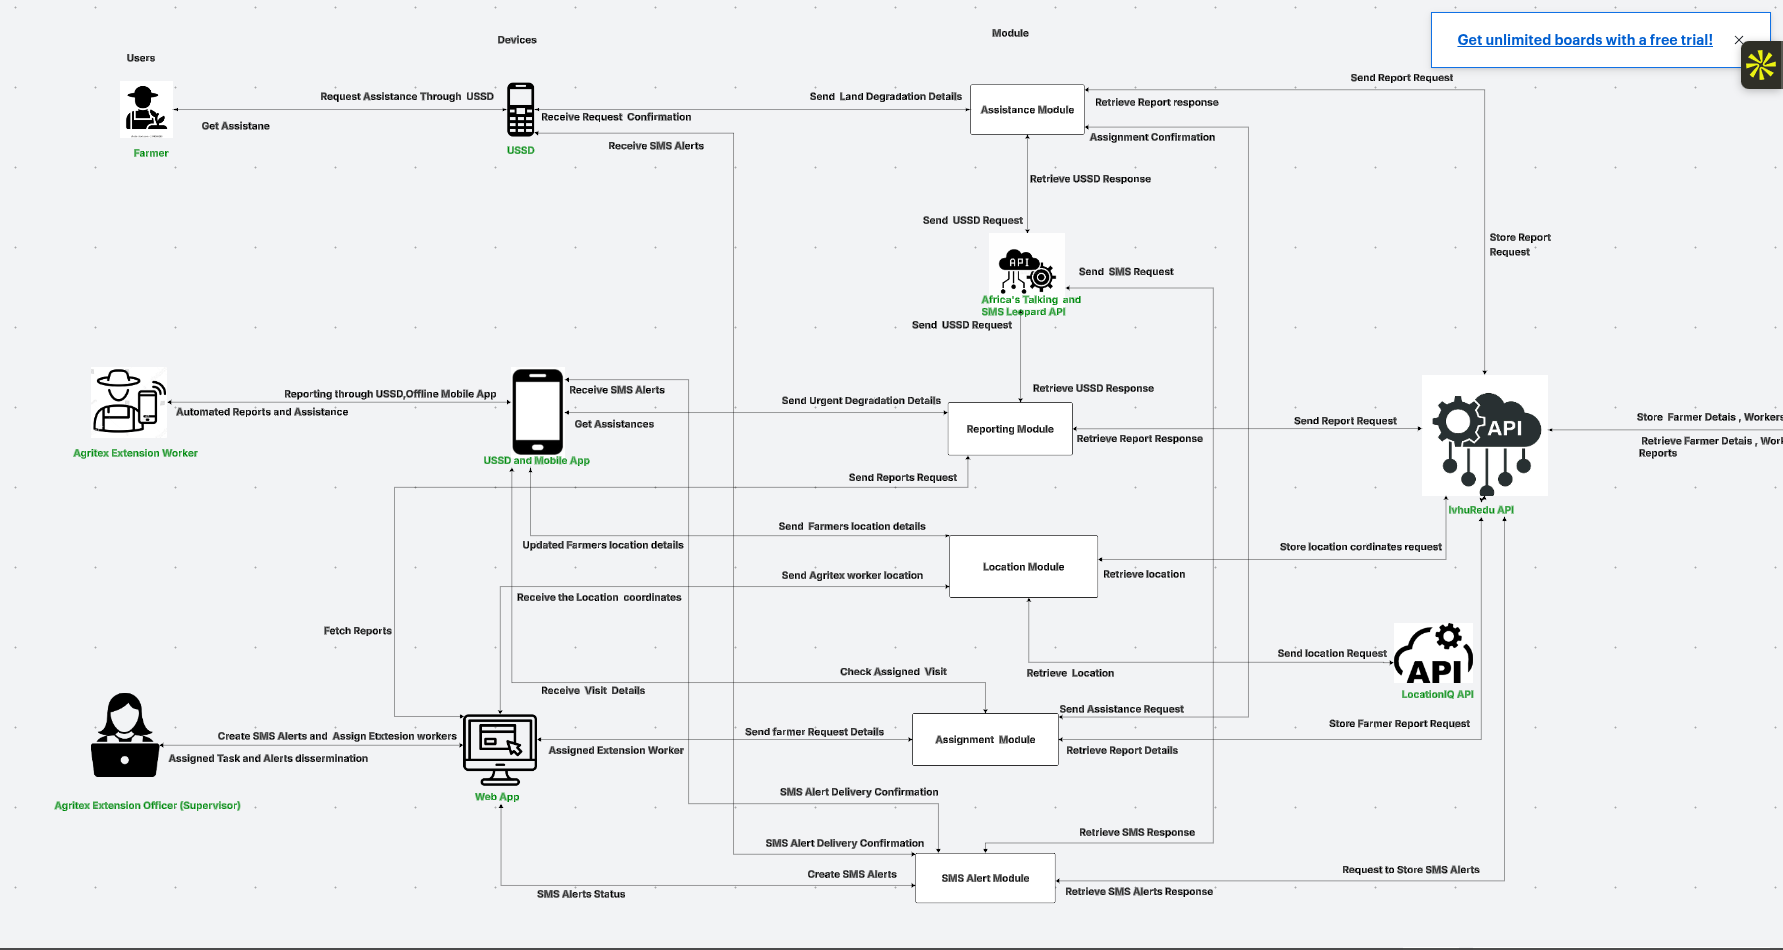 Users
Devices
Module
Get unlimited boards with a free trial!
Send Report Request
Request Assistance Through USSD
Get Assistane
Farmer
USSD
Receive Request Confirmation
Receive SMS Alerts
Send Land Degradation Details
Assistance Module
Retrieve Report response
Assignment Confirmation
Retrieve USSD Response
Send USSD Request
API
Africa's Talking and
SMS Leopard API
Send SMS Request
Store Report
Request
Send USSD Request
Retrieve USSD Response
Reporting through USSD,Offline Mobile App
Automated Reports and Assistance
Agritex Extension Worker
Receive SMS Alerts
Get Assistances
USSD and Mobile App
Send Urgent Degradation Details
Reporting Module
Retrieve Report Response
Send Report Request
API
IvhuRedu API
Store Farmer Detais , Workers
Retrieve Farmer Detais , Work
Reports
Send Reports Request
Send Farmers location details
Updated Farmers location details
Location Module
Store location cordinates request
Retrieve location
Send Agritex worker location
Receive the Location coordinates
Fetch Reports
Send location Request
Retrieve Location
API
LocationIQ API
Check Assigned Visit
Receive Visit Details
Send Assistance Request
Store Farmer Report Request
Create SMS Alerts and Assign Etxtesion workers
Assigned Task and Alerts dissermination
Agritex Extension Officer (Supervisor)
Web App
Assigned Extension Worker
Send farmer Request Details
Assignment Module
Retrieve Report Details
SMS Alert Delivery Confirmation
Retrieve SMS Response
SMS Alert Delivery Confirmation
Create SMS Alerts
SMS Alerts Status
SMS Alert Module
Request to Store SMS Alerts
Retrieve SMS Alerts Response